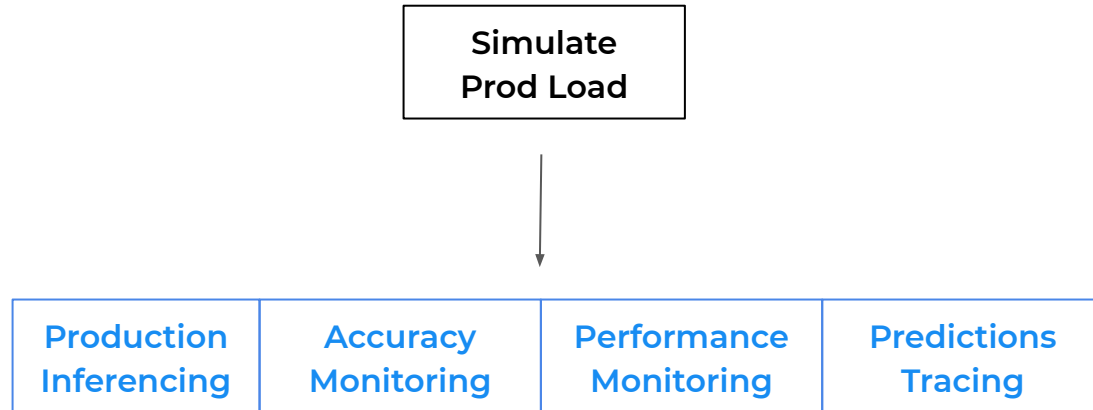 Simulate
Prod Load
Production
Inferencing
Accuracy
Monitoring
Performance
Monitoring
Predictions
Tracing